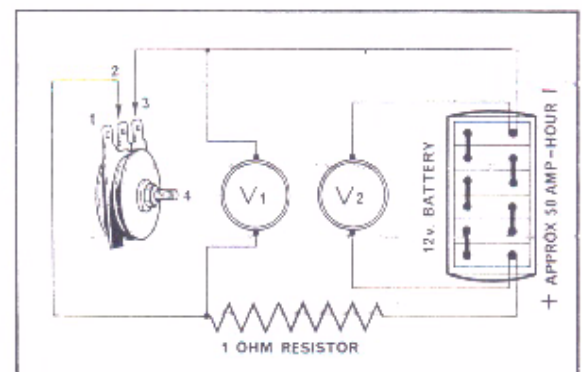 2
3
1
4
V1
V2
12v. BATTERY
+ APPROX 50 AMP-HOUR
1 OHM RESISTOR